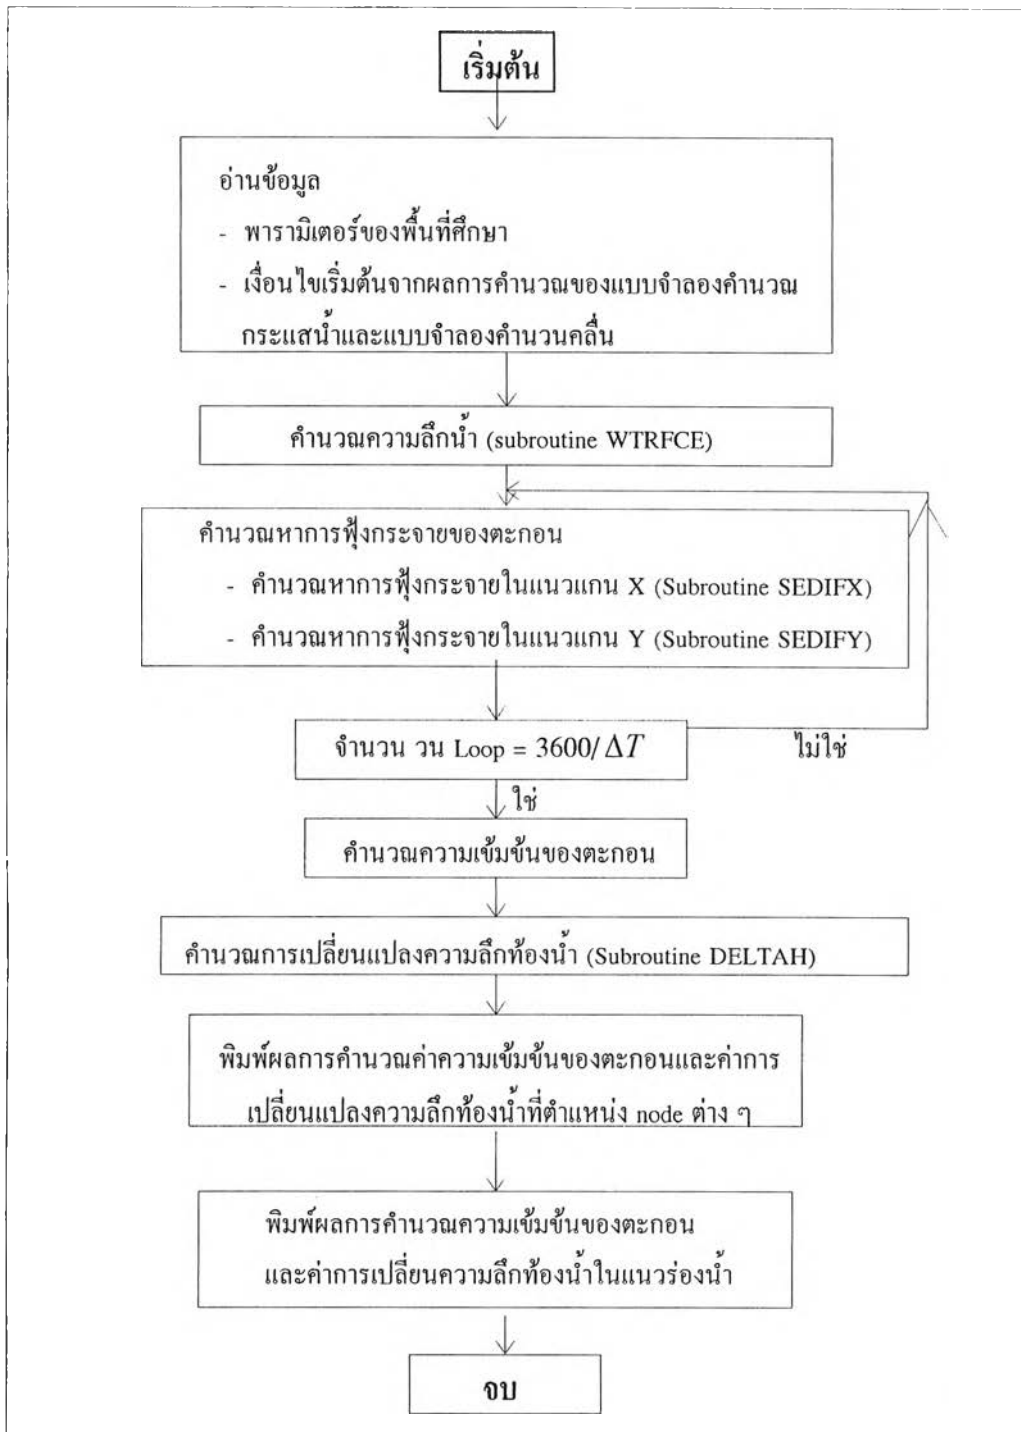 เริ่มต้น
อ่านข้อมูล
- พารามิเตอร์ของพื้นที่ศึกษา
- เงื่อนไขเริ่มต้นจากผลการคำนวณของแบบจำลองคำนวณ
กระแสน้ำและแบบจำลองคำนวนคลื่น
คำนวณความลึกน้ำ (subroutine WTRFCE)
คำนวณหาการฟุ้งกระจายของตะกอน
- คำนวณหาการฟุ้งกระจายในแนวแกน X (Subroutine SEDIFX)
- คำนวณหาการฟุ้งกระจายในแนวแกน Y (Subroutine SEDIFY)
จำนวน วน Loop = 3600/ΔT
ไม่ใช่
ใช่
คำนวณความเข้มข้นของตะกอน
คำนวณการเปลี่ยนแปลงความลึกท้องน้ำ (Subroutine DELTAH)
พิมพ์ผลการคำนวณค่าความเข้มข้นของตะกอนและค่าการ
เปลี่ยนแปลงความลึกท้องน้ำที่ตำแหน่ง node ต่าง ๆ
พิมพ์ผลการคำนวณความเข้มข้นของตะกอน
และค่าการเปลี่ยนความลึกท้องน้ำในแนวร่องน้ำ
จบ